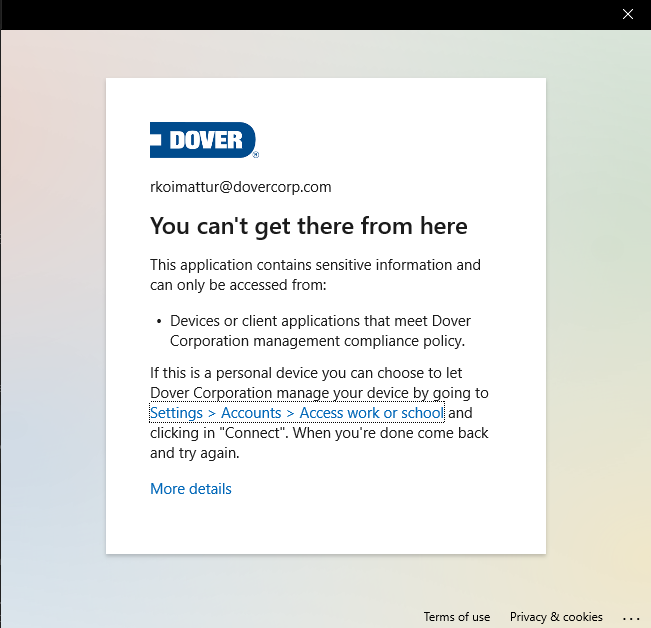 DOVER®
rkoimattur@dovercorp.com
You can't get there from here
This application contains sensitive information and
can only be accessed from:
• Devices or client applications that meet Dover
Corporation management compliance policy.
If this is a personal device you can choose to let
Dover Corporation manage your device by going to
Settings > Accounts > Access work or school and
clicking in "Connect". When you're done come back
and try again.
More details
Terms of use Privacy & cookies ...